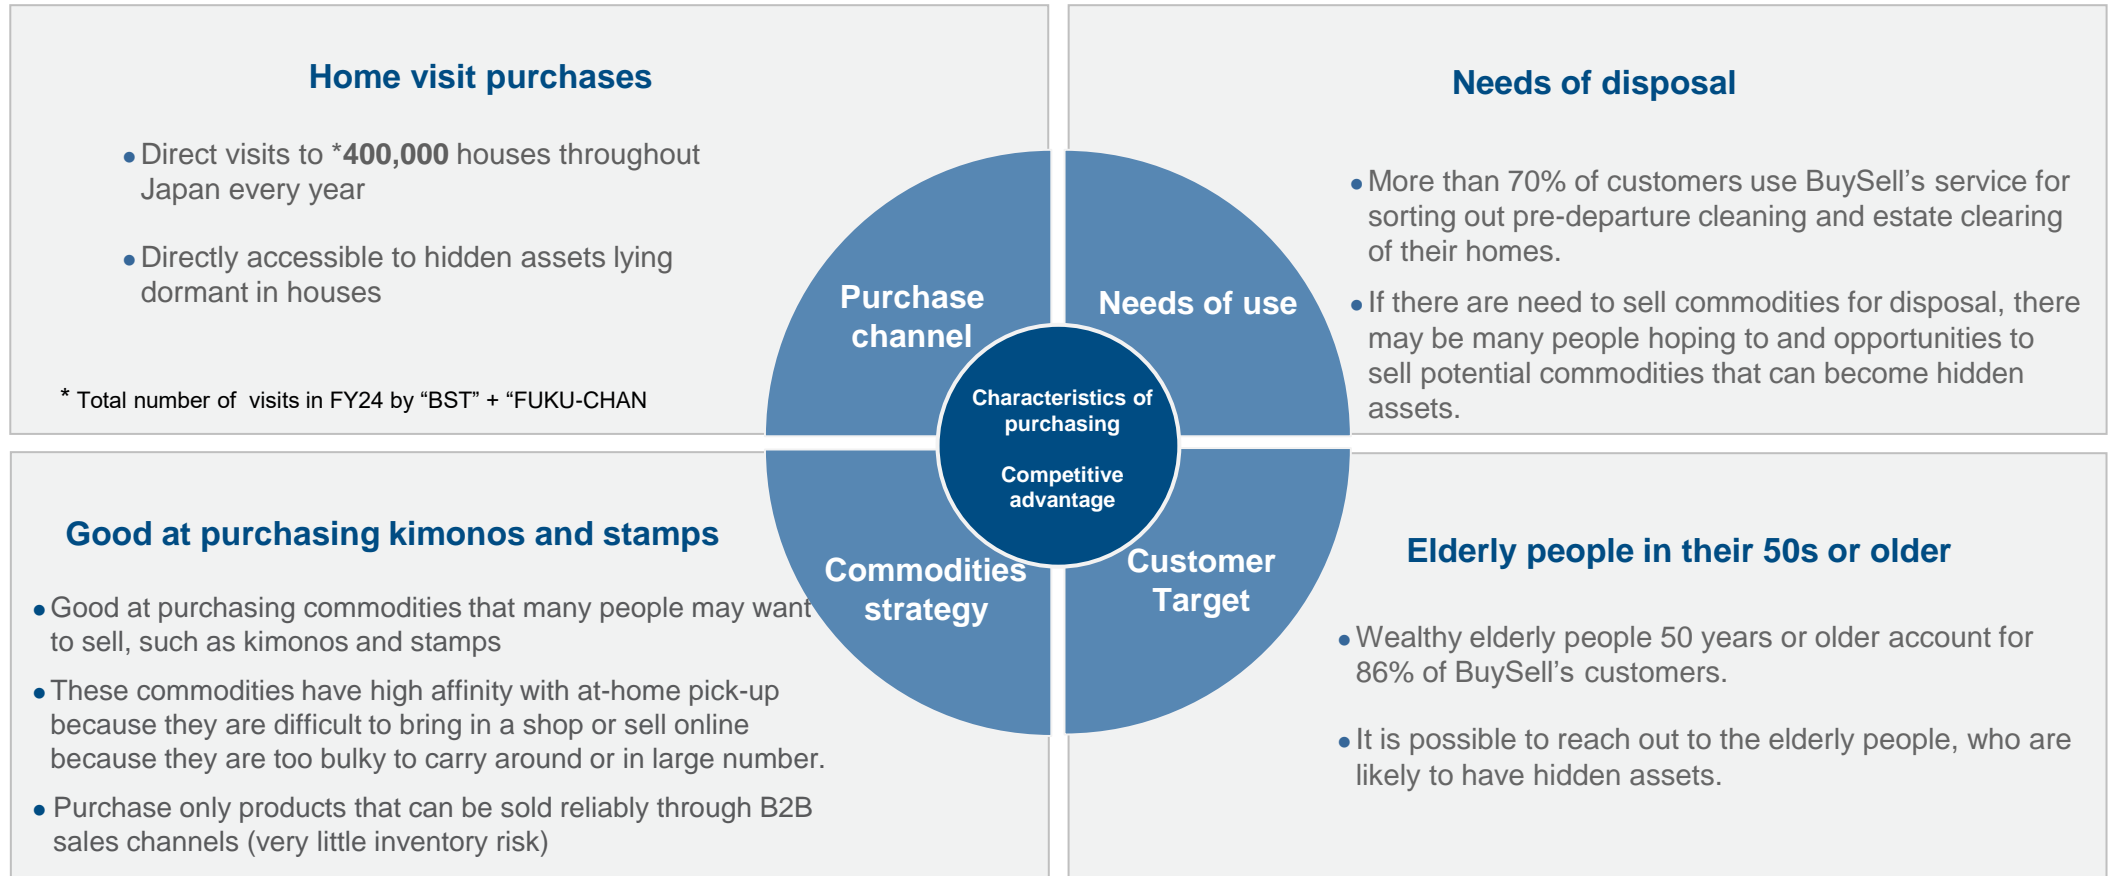 Home visit purchases
● Direct visits to *400,000 houses throughout
Japan every year
● Directly accessible to hidden assets lying
dormant in houses
* Total number of visits in FY24 by “BST” + “FUKU-CHAN
Needs of disposal
● More than 70% of customers use BuySell’s service for
sorting out pre-departure cleaning and estate clearing
of their homes.
● If there are need to sell commodities for disposal, there
may be many people hoping to and opportunities to
sell potential commodities that can become hidden
assets.
Purchase
channel
Needs of use
Characteristics of
purchasing
Competitive
advantage
Commodities
strategy
Customer
Target
Good at purchasing kimonos and stamps
● Good at purchasing commodities that many people may want
to sell, such as kimonos and stamps
● These commodities have high affinity with at-home pick-up
because they are difficult to bring in a shop or sell online
because they are too bulky to carry around or in large number.
● Purchase only products that can be sold reliably through B2B
sales channels (very little inventory risk)
Elderly people in their 50s or older
● Wealthy elderly people 50 years or older account for
86% of BuySell’s customers.
● It is possible to reach out to the elderly people, who are
likely to have hidden assets.